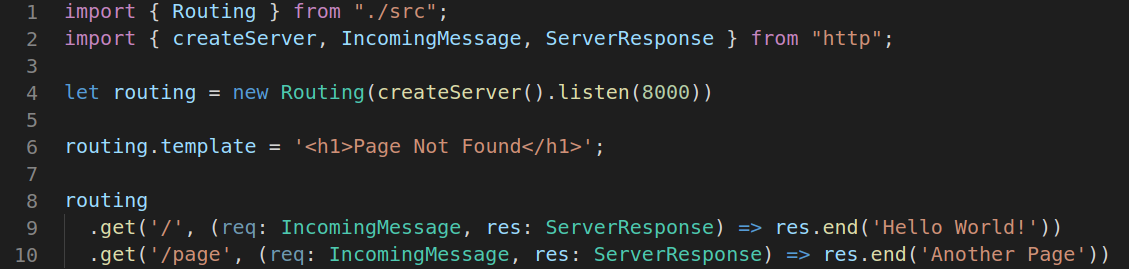 1 import { Routing } from "./src";
2 import { createServer, IncomingMessage, ServerResponse } from "http";
3
4 let routing = new Routing(createServer().listen(8000))
5
6 routing.template = '<h1>Page Not Found</h1>';
7
8 routing
9   .get('/', (req: IncomingMessage, res: ServerResponse) => res.end('Hello World!'))
10   .get('/page', (req: IncomingMessage, res: ServerResponse) => res.end('Another Page'))